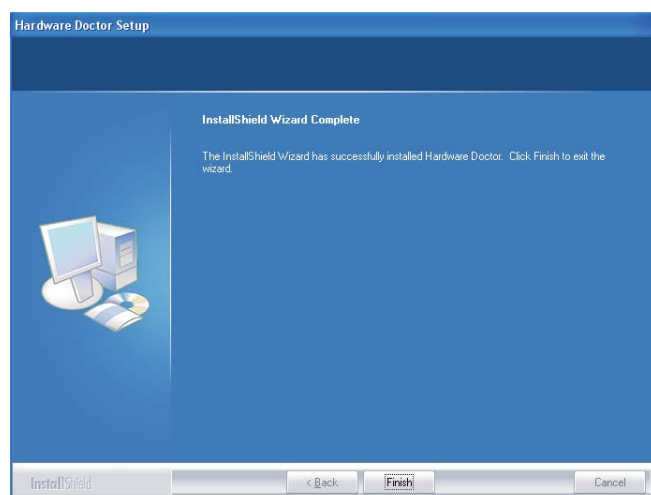 Hardware Doctor Setup
InstallShield Wizard Complete
The InstallShield Wizard has successfully installed Hardware Doctor. Click Finish to exit the
wizard.
InstallShield
< Back
Finish
Cancel